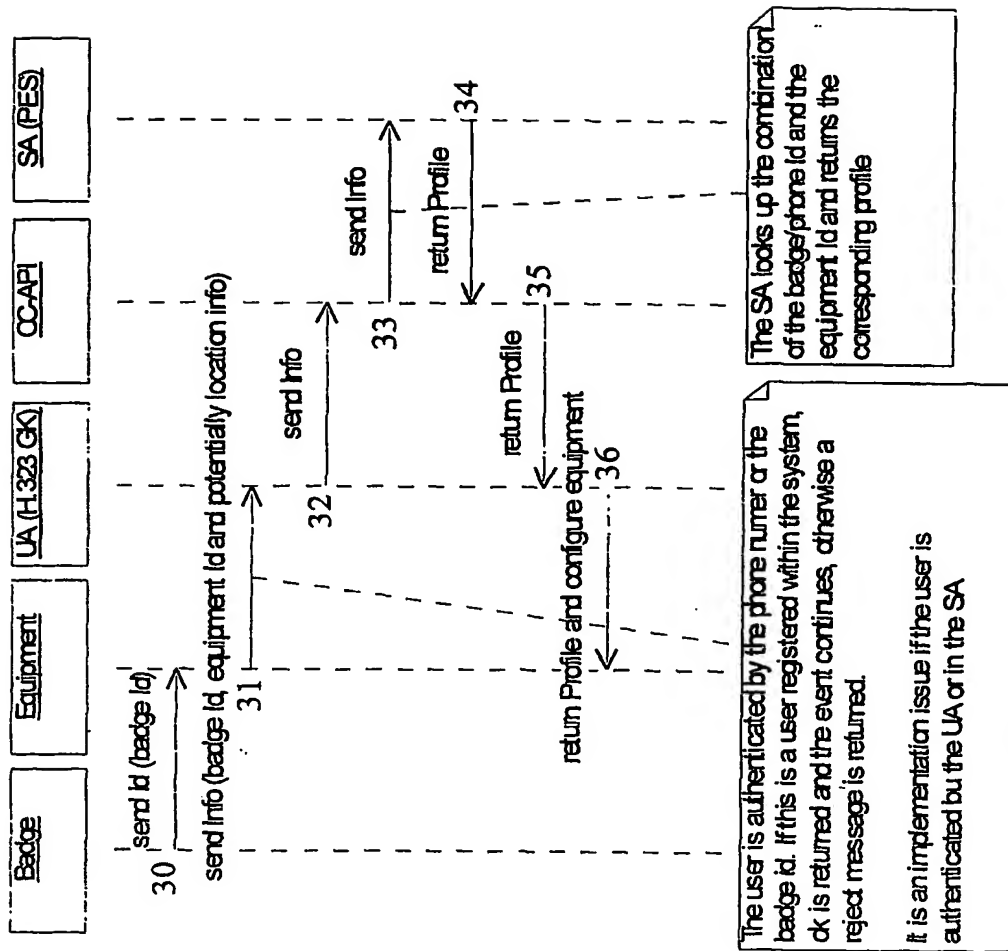 Badge
Equipment
UA (H.323 GK)
CC-API
SA (PES)
send Id (badge Id)
30
send Info (badge Id, equipment Id and potentially location info)
31
send Info
32
send Info
33
return Profile
34
return Profile
35
return Profile and configure equipment
36
The user is authenticated by the phone numer or the
badge id. If this is a user registered within the system,
ok is returned and the event continues, otherwise a
reject message is returned.
It is an implementation issue if the user is
authenticated bu the UA or in the SA
The SA looks up the combination
of the badge/phone Id and the
equipment Id and returns the
corresponding profile